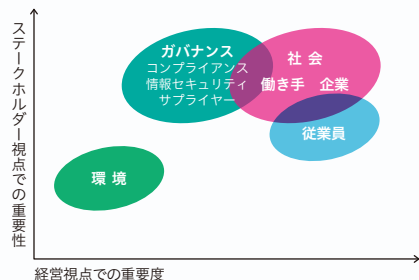 ステークホルダー視点での重要性
ガバナンス
コンプライアンス
情報セキュリティ
サプライヤー
社 会
働き手　企業
従業員
環 境
経営視点での重要度